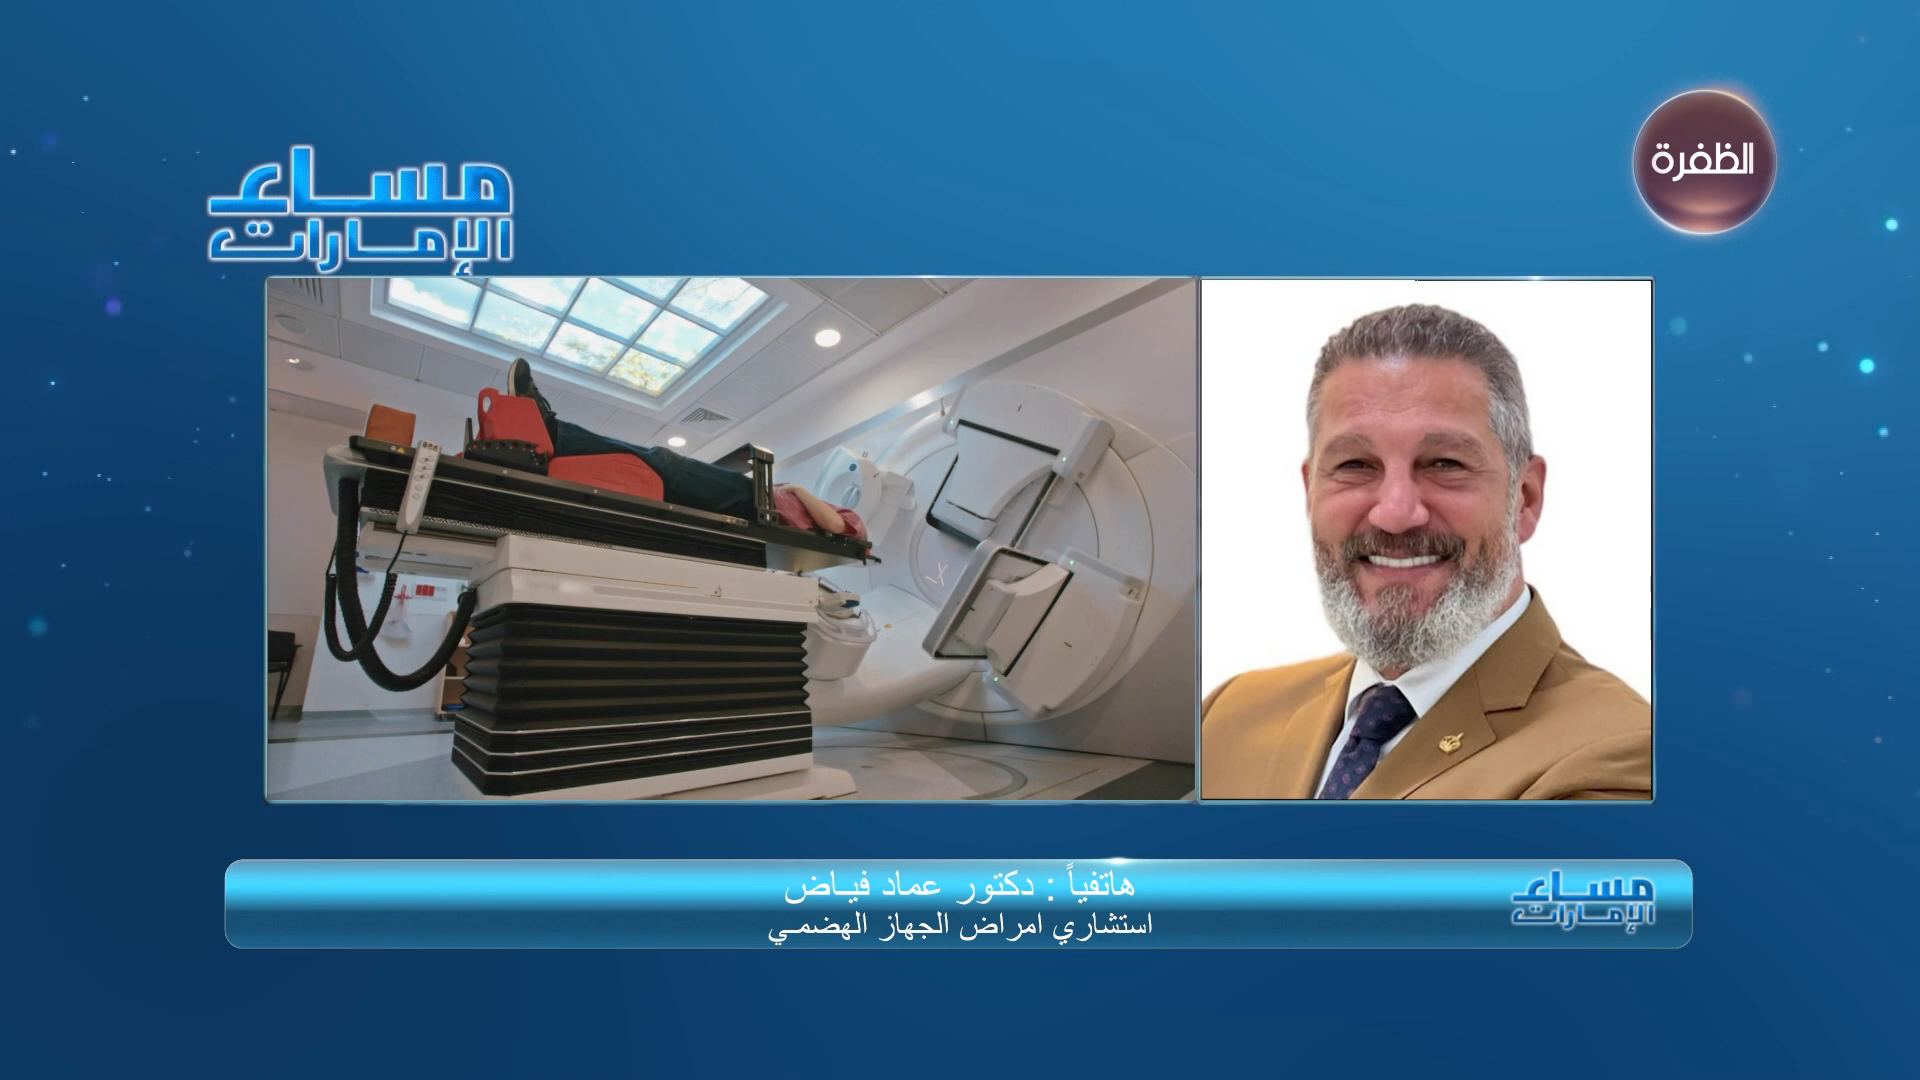 الظفرة
مساء
الإمارات
هاتفياً : دكتور عماد فياض
استشاري امراض الجهاز الهضمي
مساء
الإمارات